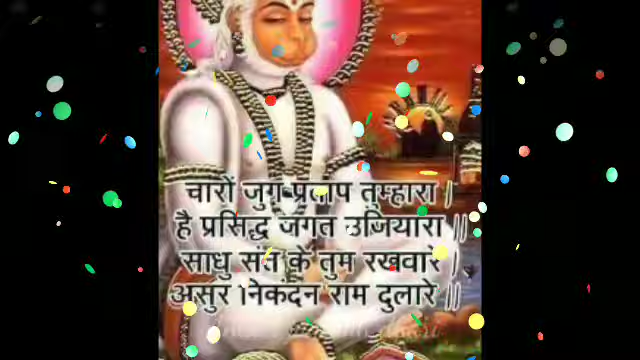 चारों जुग प्रताप तुम्हारा |
है प्रसिद्ध जगत उजियारा ||
साधु संत के तुम रखवारे |
असुर निकंदन राम दुलारे ||